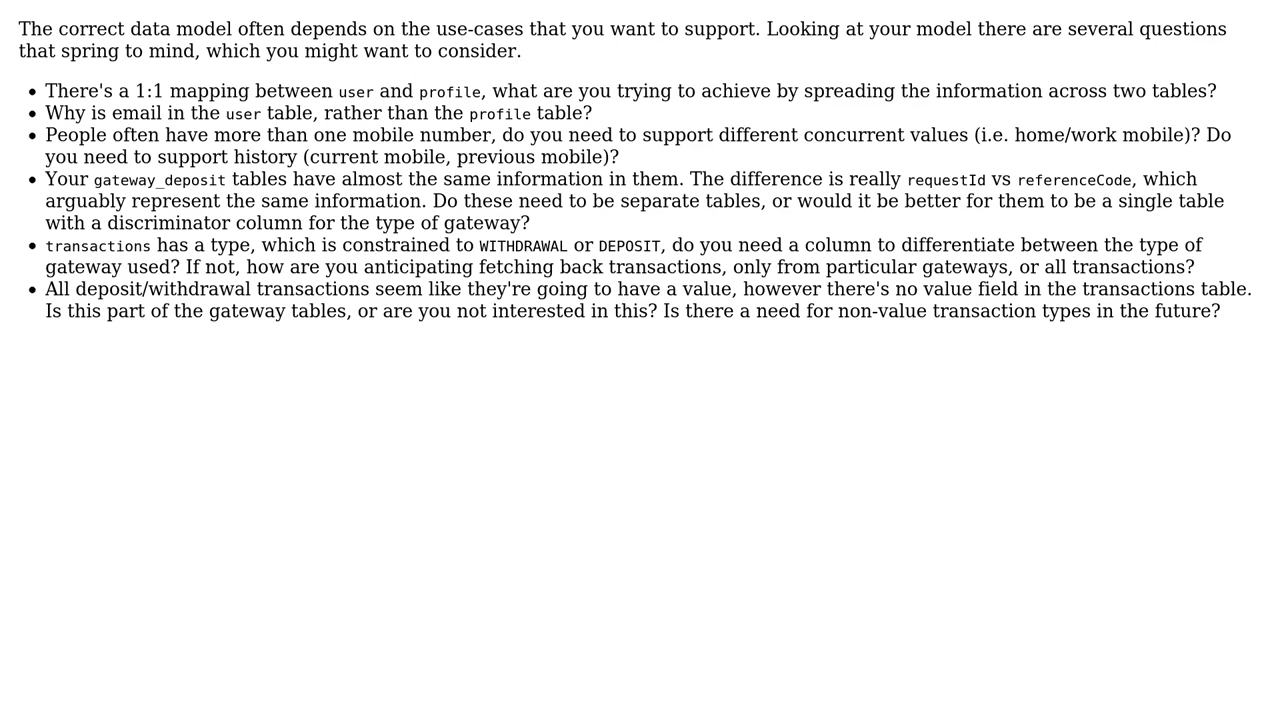 The correct data model often depends on the use-cases that you want to support. Looking at your model there are several questions
that spring to mind, which you might want to consider.
• There's a 1:1 mapping between user and profile, what are you trying to achieve by spreading the information across two tables?
• Why is email in the user table, rather than the profile table?
• People often have more than one mobile number, do you need to support different concurrent values (i.e. home/work mobile)? Do
you need to support history (current mobile, previous mobile)?
• Your gateway_deposit tables have almost the same information in them. The difference is really requestId vs referenceCode, which
arguably represent the same information. Do these need to be separate tables, or would it be better for them to be a single table
with a discriminator column for the type of gateway?
• transactions has a type, which is constrained to WITHDRAWAL or DEPOSIT, do you need a column to differentiate between the type of
gateway used? If not, how are you anticipating fetching back transactions, only from particular gateways, or all transactions?
• All deposit/withdrawal transactions seem like they're going to have a value, however there's no value field in the transactions table.
Is this part of the gateway tables, or are you not interested in this? Is there a need for non-value transaction types in the future?